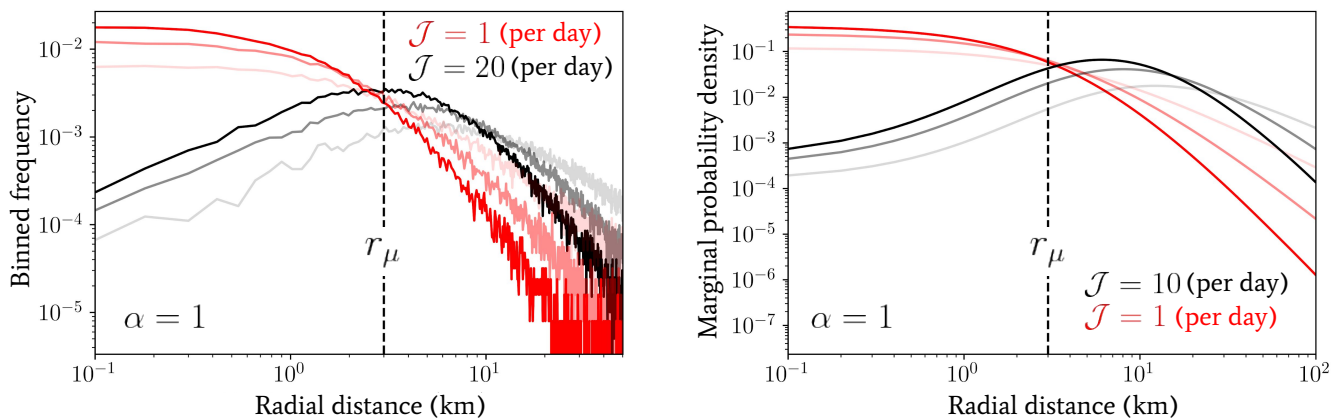 Binned frequency
10⁻²
10⁻³
10⁻⁴
10⁻⁵
𝒥 = 1 (per day)
𝒥 = 20 (per day)
r_μ
α = 1
10⁻¹
10⁰
10¹
Radial distance (km)
Marginal probability density
10⁻¹
10⁻²
10⁻³
10⁻⁴
10⁻⁵
10⁻⁶
10⁻⁷
r_μ
𝒥 = 10 (per day)
𝒥 = 1 (per day)
α = 1
10⁻¹
10⁰
10¹
10²
Radial distance (km)